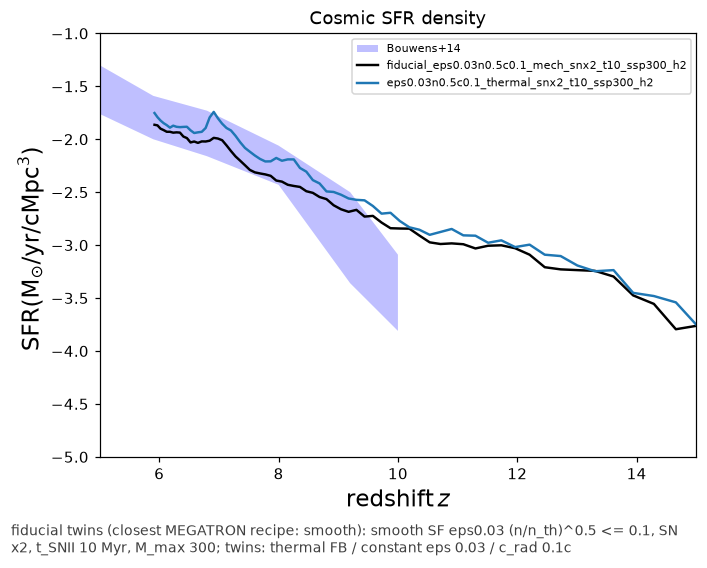 Cosmic SFR density
Bouwens+14
fiducial_eps0.03n0.5c0.1_mech_snx2_t10_ssp300_h2
eps0.03n0.5c0.1_thermal_snx2_t10_ssp300_h2
SFR(M⊙/yr/cMpc³)
−1.0
−1.5
−2.0
−2.5
−3.0
−3.5
−4.0
−4.5
−5.0
6 8 10 12 14
redshift z
fiducial twins (closest MEGATRON recipe: smooth): smooth SF eps0.03 (n/n_th)^0.5 <= 0.1, SN
x2, t_SNII 10 Myr, M_max 300; twins: thermal FB / constant eps 0.03 / c_rad 0.1c